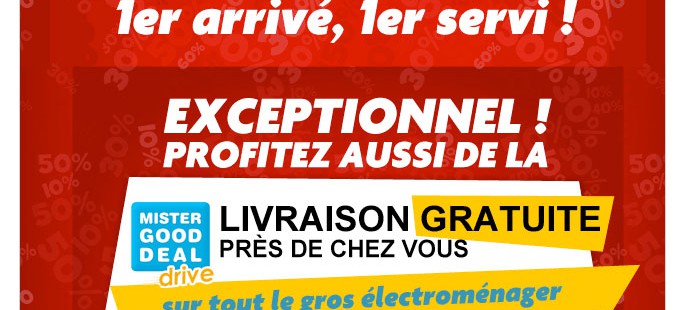 1er arrivé, 1er servi !
EXCEPTIONNEL !
PROFITEZ AUSSI DE LA
MISTER
GOOD
DEAL
drive
LIVRAISON GRATUITE
PRÈS DE CHEZ VOUS
sur tout le gros électroménager